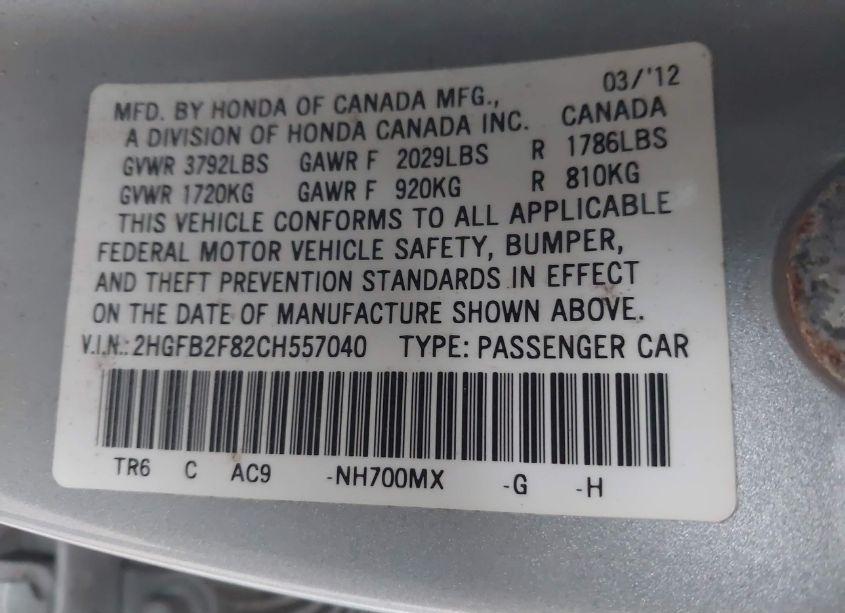 MFD. BY HONDA OF CANADA MFG., 03/'12
A DIVISION OF HONDA CANADA INC. CANADA
GVWR 3792LBS GAWR F 2029LBS R 1786LBS
GVWR 1720KG GAWR F 920KG R 810KG
THIS VEHICLE CONFORMS TO ALL APPLICABLE
FEDERAL MOTOR VEHICLE SAFETY, BUMPER,
AND THEFT PREVENTION STANDARDS IN EFFECT
ON THE DATE OF MANUFACTURE SHOWN ABOVE.
V.I.N.: 2HGFB2F82CH557040 TYPE: PASSENGER CAR
TR6 C AC9 -NH700MX -G -H